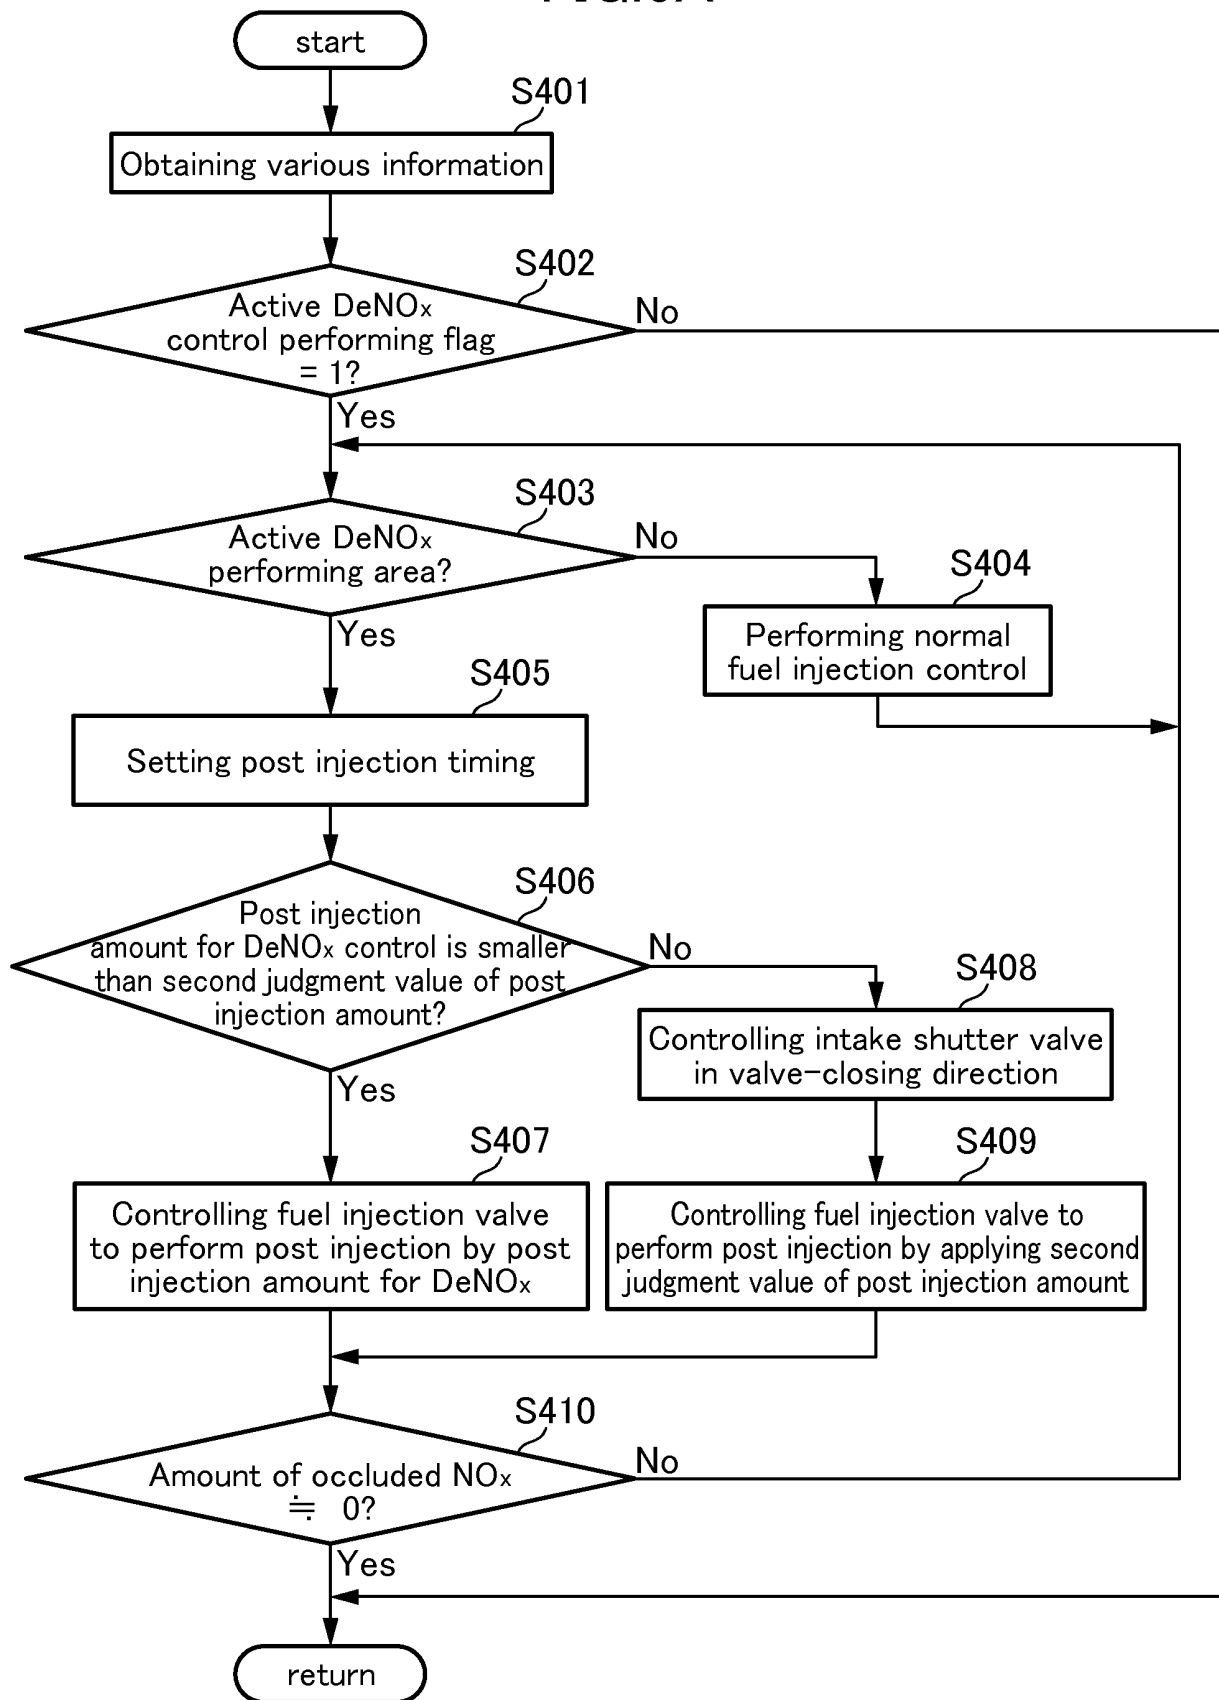 start
S401
Obtaining various information
S402
Active DeNOx
control performing flag
= 1?
No
Yes
S403
Active DeNOx
performing area?
No
Yes
S404
Performing normal
fuel injection control
S405
Setting post injection timing
S406
Post injection
amount for DeNOx control is smaller
than second judgment value of post
injection amount?
No
Yes
S408
Controlling intake shutter valve
in valve-closing direction
S407
Controlling fuel injection valve
to perform post injection by post
injection amount for DeNOx
S409
Controlling fuel injection valve to
perform post injection by applying second
judgment value of post injection amount
S410
Amount of occluded NOx
≒ 0?
No
Yes
return